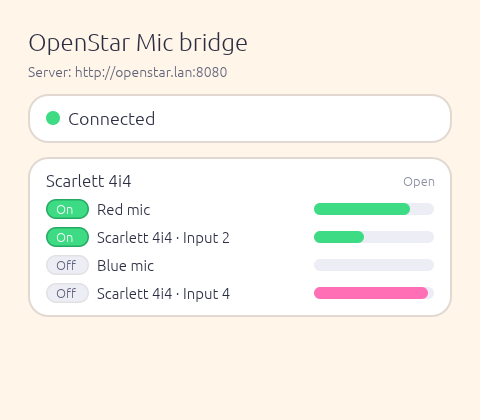 OpenStar Mic bridge
Server: http://openstar.lan:8080
Connected
Scarlett 4i4 Open
On Red mic
On Scarlett 4i4 · Input 2
Off Blue mic
Off Scarlett 4i4 · Input 4